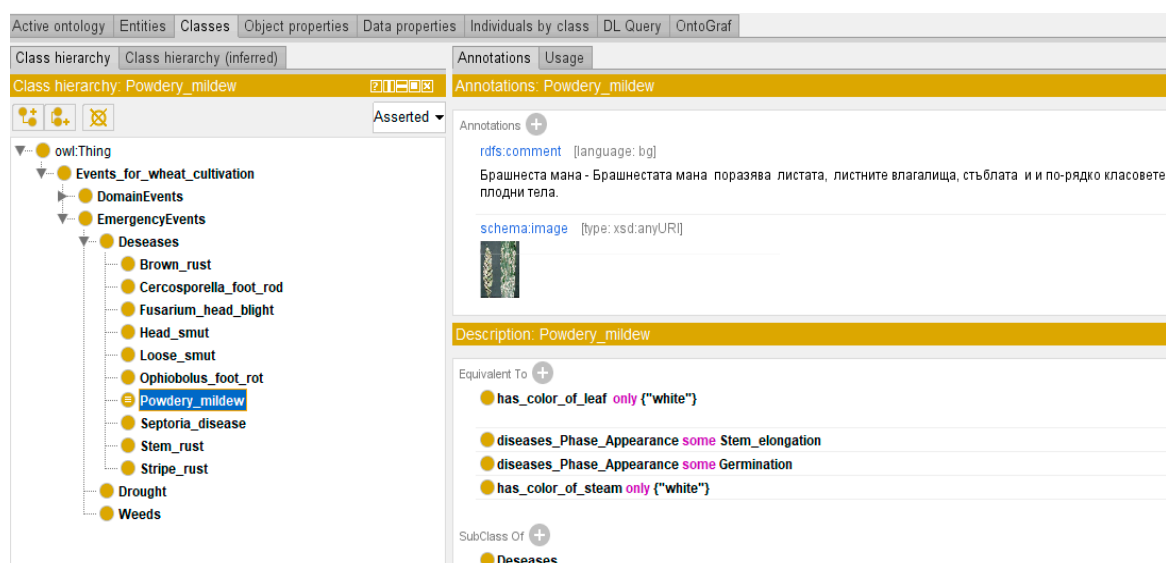 Active ontology Entities Classes Object properties Data properties Individuals by class DL Query OntoGraf
Class hierarchy Class hierarchy (inferred)
Class hierarchy: Powdery_mildew
Asserted
owl:Thing
Events_for_wheat_cultivation
DomainEvents
EmergencyEvents
Deseases
Brown_rust
Cercosporella_foot_rod
Fusarium_head_blight
Head_smut
Loose_smut
Ophiobolus_foot_rot
Powdery_mildew
Septoria_disease
Stem_rust
Stripe_rust
Drought
Weeds
Annotations Usage
Annotations: Powdery_mildew
Annotations
rdfs:comment [language: bg]
Брашнеста мана - Брашнестата мана поразява листата, листните влагалища, стъблата и и по-рядко класовете
плодни тела.
schema:image [type: xsd:anyURI]
Description: Powdery_mildew
Equivalent To
has_color_of_leaf only {"white"}
diseases_Phase_Appearance some Stem_elongation
diseases_Phase_Appearance some Germination
has_color_of_steam only {"white"}
SubClass Of
Deseases